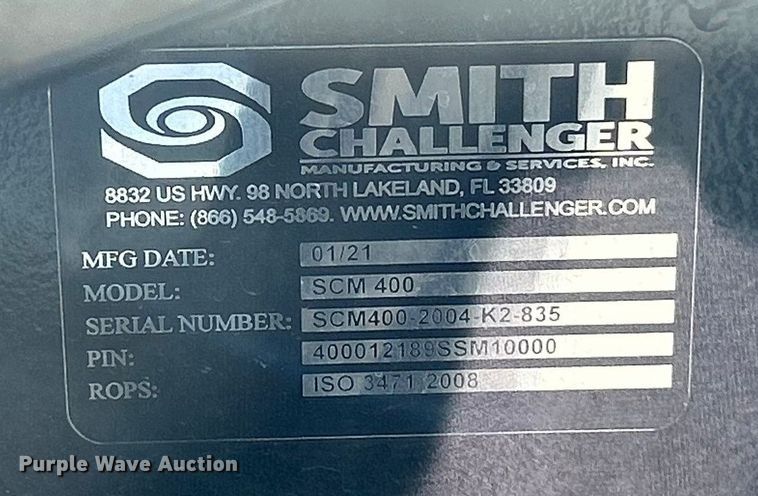 SMITH
CHALLENGER
MANUFACTURING & SERVICES, INC.
8832 US HWY. 98 NORTH LAKELAND, FL 33809
PHONE: (866) 548-5869. WWW.SMITHCHALLENGER.COM
MFG DATE: 01/21
MODEL: SCM 400
SERIAL NUMBER: SCM400-2004-K2-835
PIN: 400012189SSM10000
ROPS: ISO 3471 2008
Purple Wave Auction